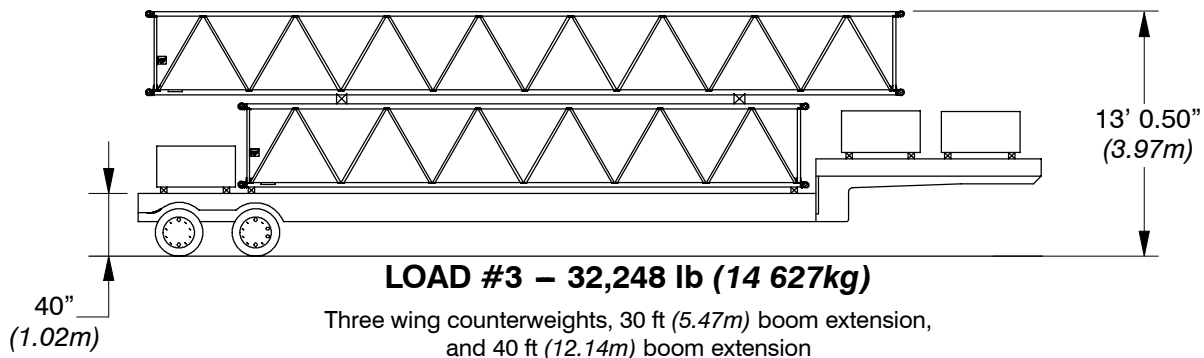 13’ 0.50”
(3.97m)
40”
(1.02m)
LOAD #3 – 32,248 lb (14 627kg)
Three wing counterweights, 30 ft (5.47m) boom extension,
and 40 ft (12.14m) boom extension